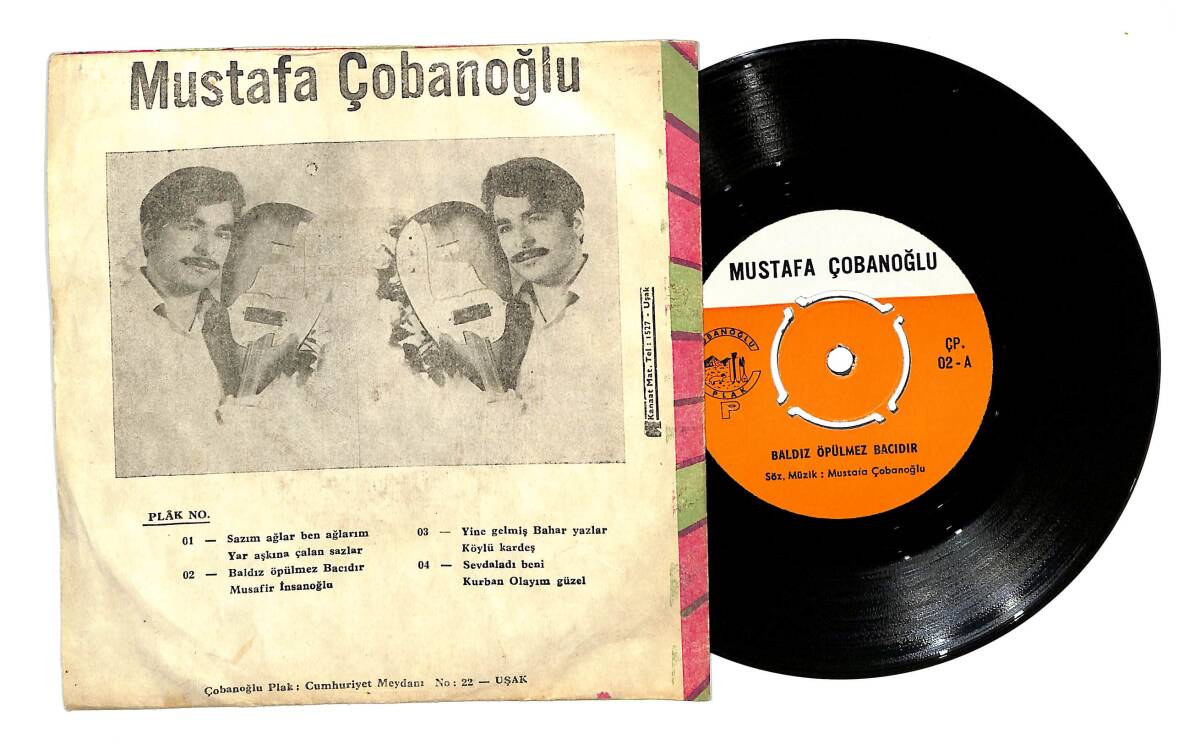 Mustafa Çobanoğlu
Kanaat Mat. Tel : 1527 - Uşak
PLÂK NO.
01 — Sazım ağlar ben ağlarım
Yar aşkına çalan sazlar
02 — Baldız öpülmez Bacıdır
Musafir İnsanoğlu
03 — Yine gelmiş Bahar yazlar
Köylü kardeş
04 — Sevdaladı beni
Kurban Olayım güzel
Çobanoğlu Plak : Cumhuriyet Meydanı No : 22 — UŞAK
MUSTAFA ÇOBANOĞLU
PLAK
P
ÇP.
02 - A
BALDIZ ÖPÜLMEZ BACIDIR
Söz, Müzik : Mustafa Çobanoğlu